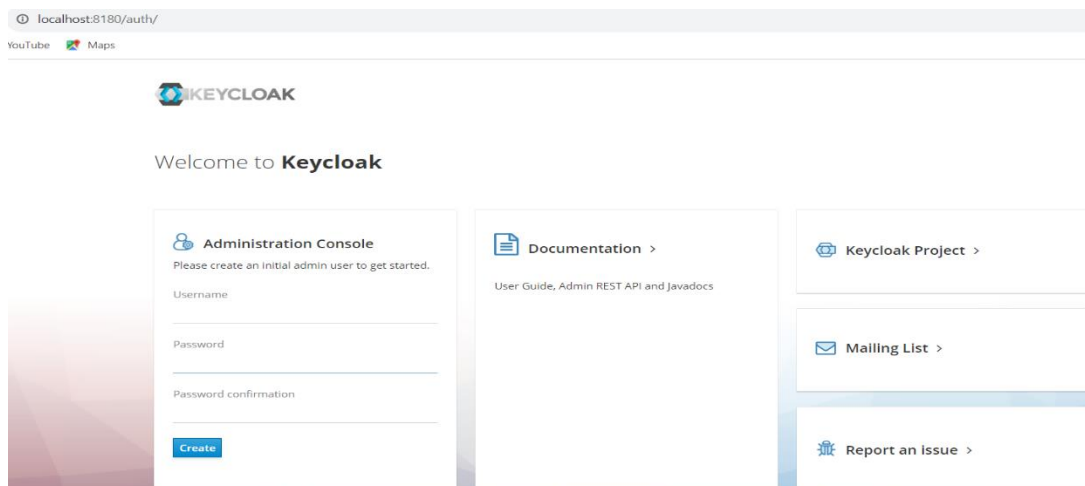 localhost:8180/auth/
YouTube
Maps
KEYCLOAK
Welcome to Keycloak
Administration Console
Please create an initial admin user to get started.
Username
Password
Password confirmation
Create
Documentation >
User Guide, Admin REST API and Javadocs
Keycloak Project >
Mailing List >
Report an issue >